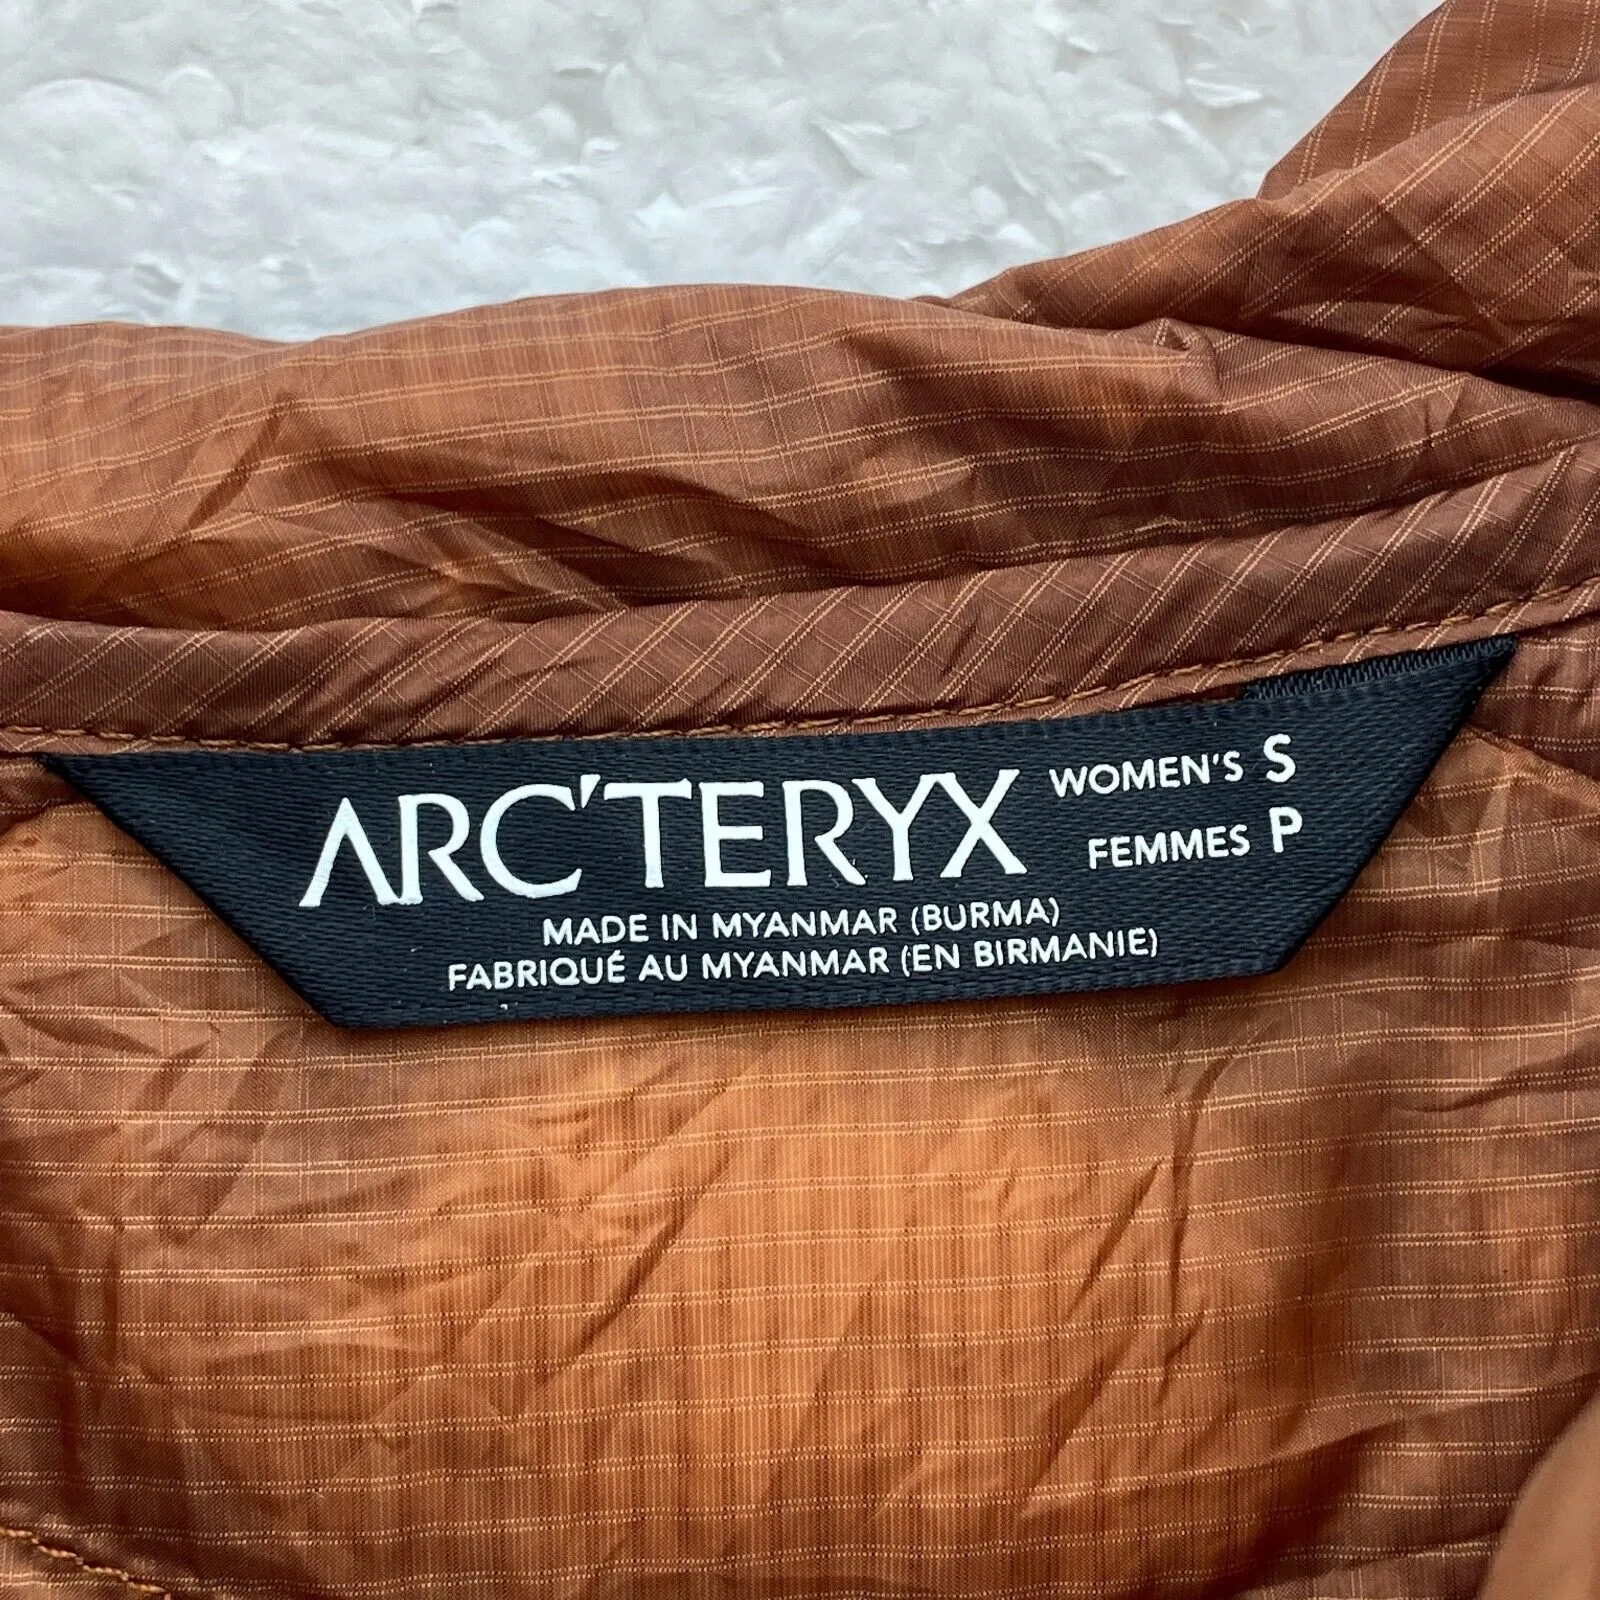 ARC'TERYX WOMEN'S S
FEMMES P
MADE IN MYANMAR (BURMA)
FABRIQUÉ AU MYANMAR (EN BIRMANIE)